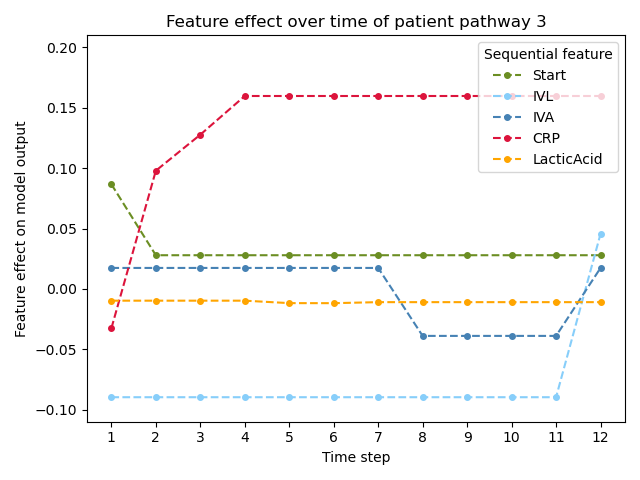 Feature effect over time of patient pathway 3
Feature effect on model output
0.20
0.15
0.10
0.05
0.00
−0.05
−0.10
Sequential feature
Start
IVL
IVA
CRP
LacticAcid
1 2 3 4 5 6 7 8 9 10 11 12
Time step